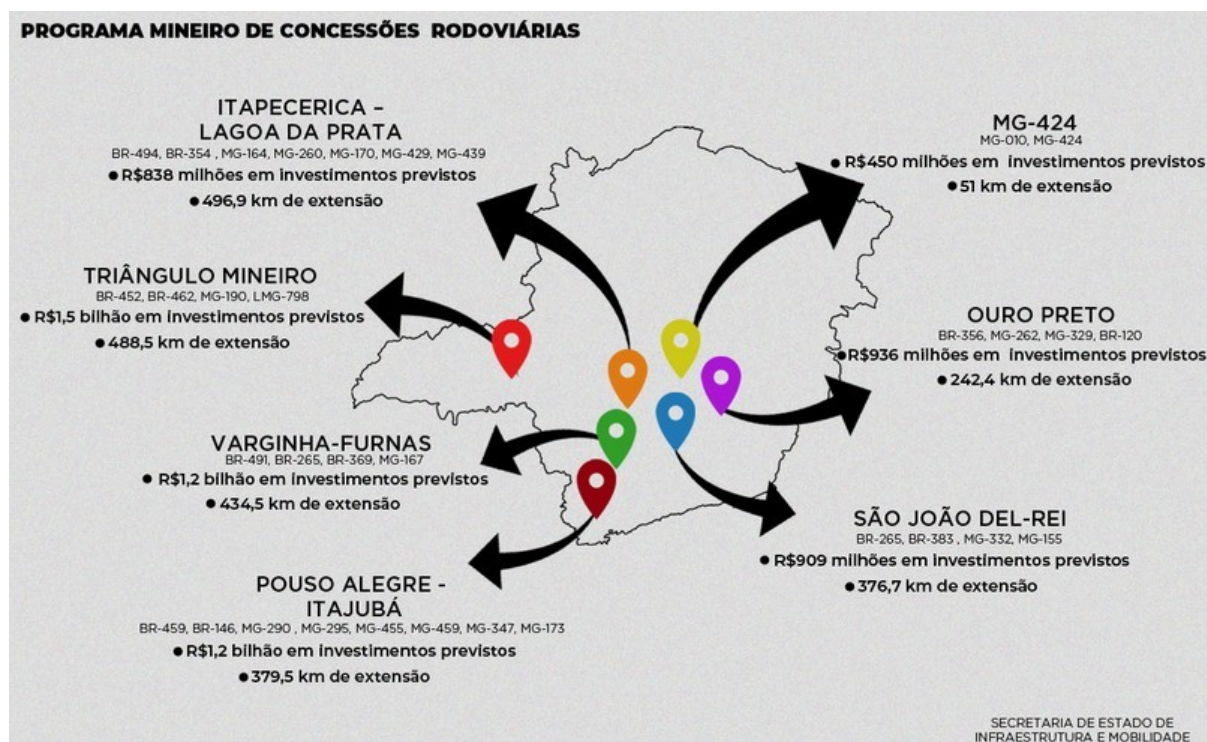 PROGRAMA MINEIRO DE CONCESSÕES RODOVIÁRIAS
ITAPECERICA –
LAGOA DA PRATA
BR-494, BR-354 , MG-164, MG-260, MG-170, MG-429, MG-439
● R$838 milhões em investimentos previstos
● 496,9 km de extensão
MG-424
MG-010, MG-424
● R$450 milhões em investimentos previstos
● 51 km de extensão
TRIÂNGULO MINEIRO
BR-452, BR-462, MG-190, LMG-798
● R$1,5 bilhão em investimentos previstos
● 488,5 km de extensão
OURO PRETO
BR-356, MG-262, MG-329, BR-120
● R$936 milhões em investimentos previstos
● 242,4 km de extensão
VARGINHA-FURNAS
BR-491, BR-265, BR-369, MG-167
● R$1,2 bilhão em investimentos previstos
● 434,5 km de extensão
SÃO JOÃO DEL-REI
BR-265, BR-383 , MG-332, MG-155
● R$909 milhões em investimentos previstos
● 376,7 km de extensão
POUSO ALEGRE -
ITAJUBÁ
BR-459, BR-146, MG-290 , MG-295, MG-455, MG-459, MG-347, MG-173
● R$1,2 bilhão em investimentos previstos
● 379,5 km de extensão
SECRETARIA DE ESTADO DE
INFRAESTRUTURA E MOBILIDADE